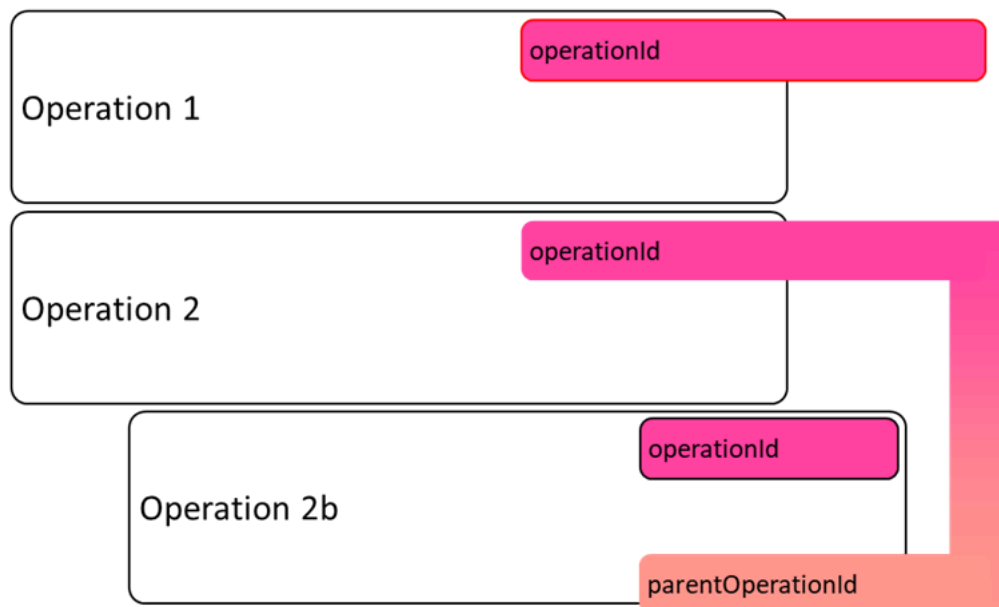 operationId
Operation 1
operationId
Operation 2
operationId
Operation 2b
parentOperationId